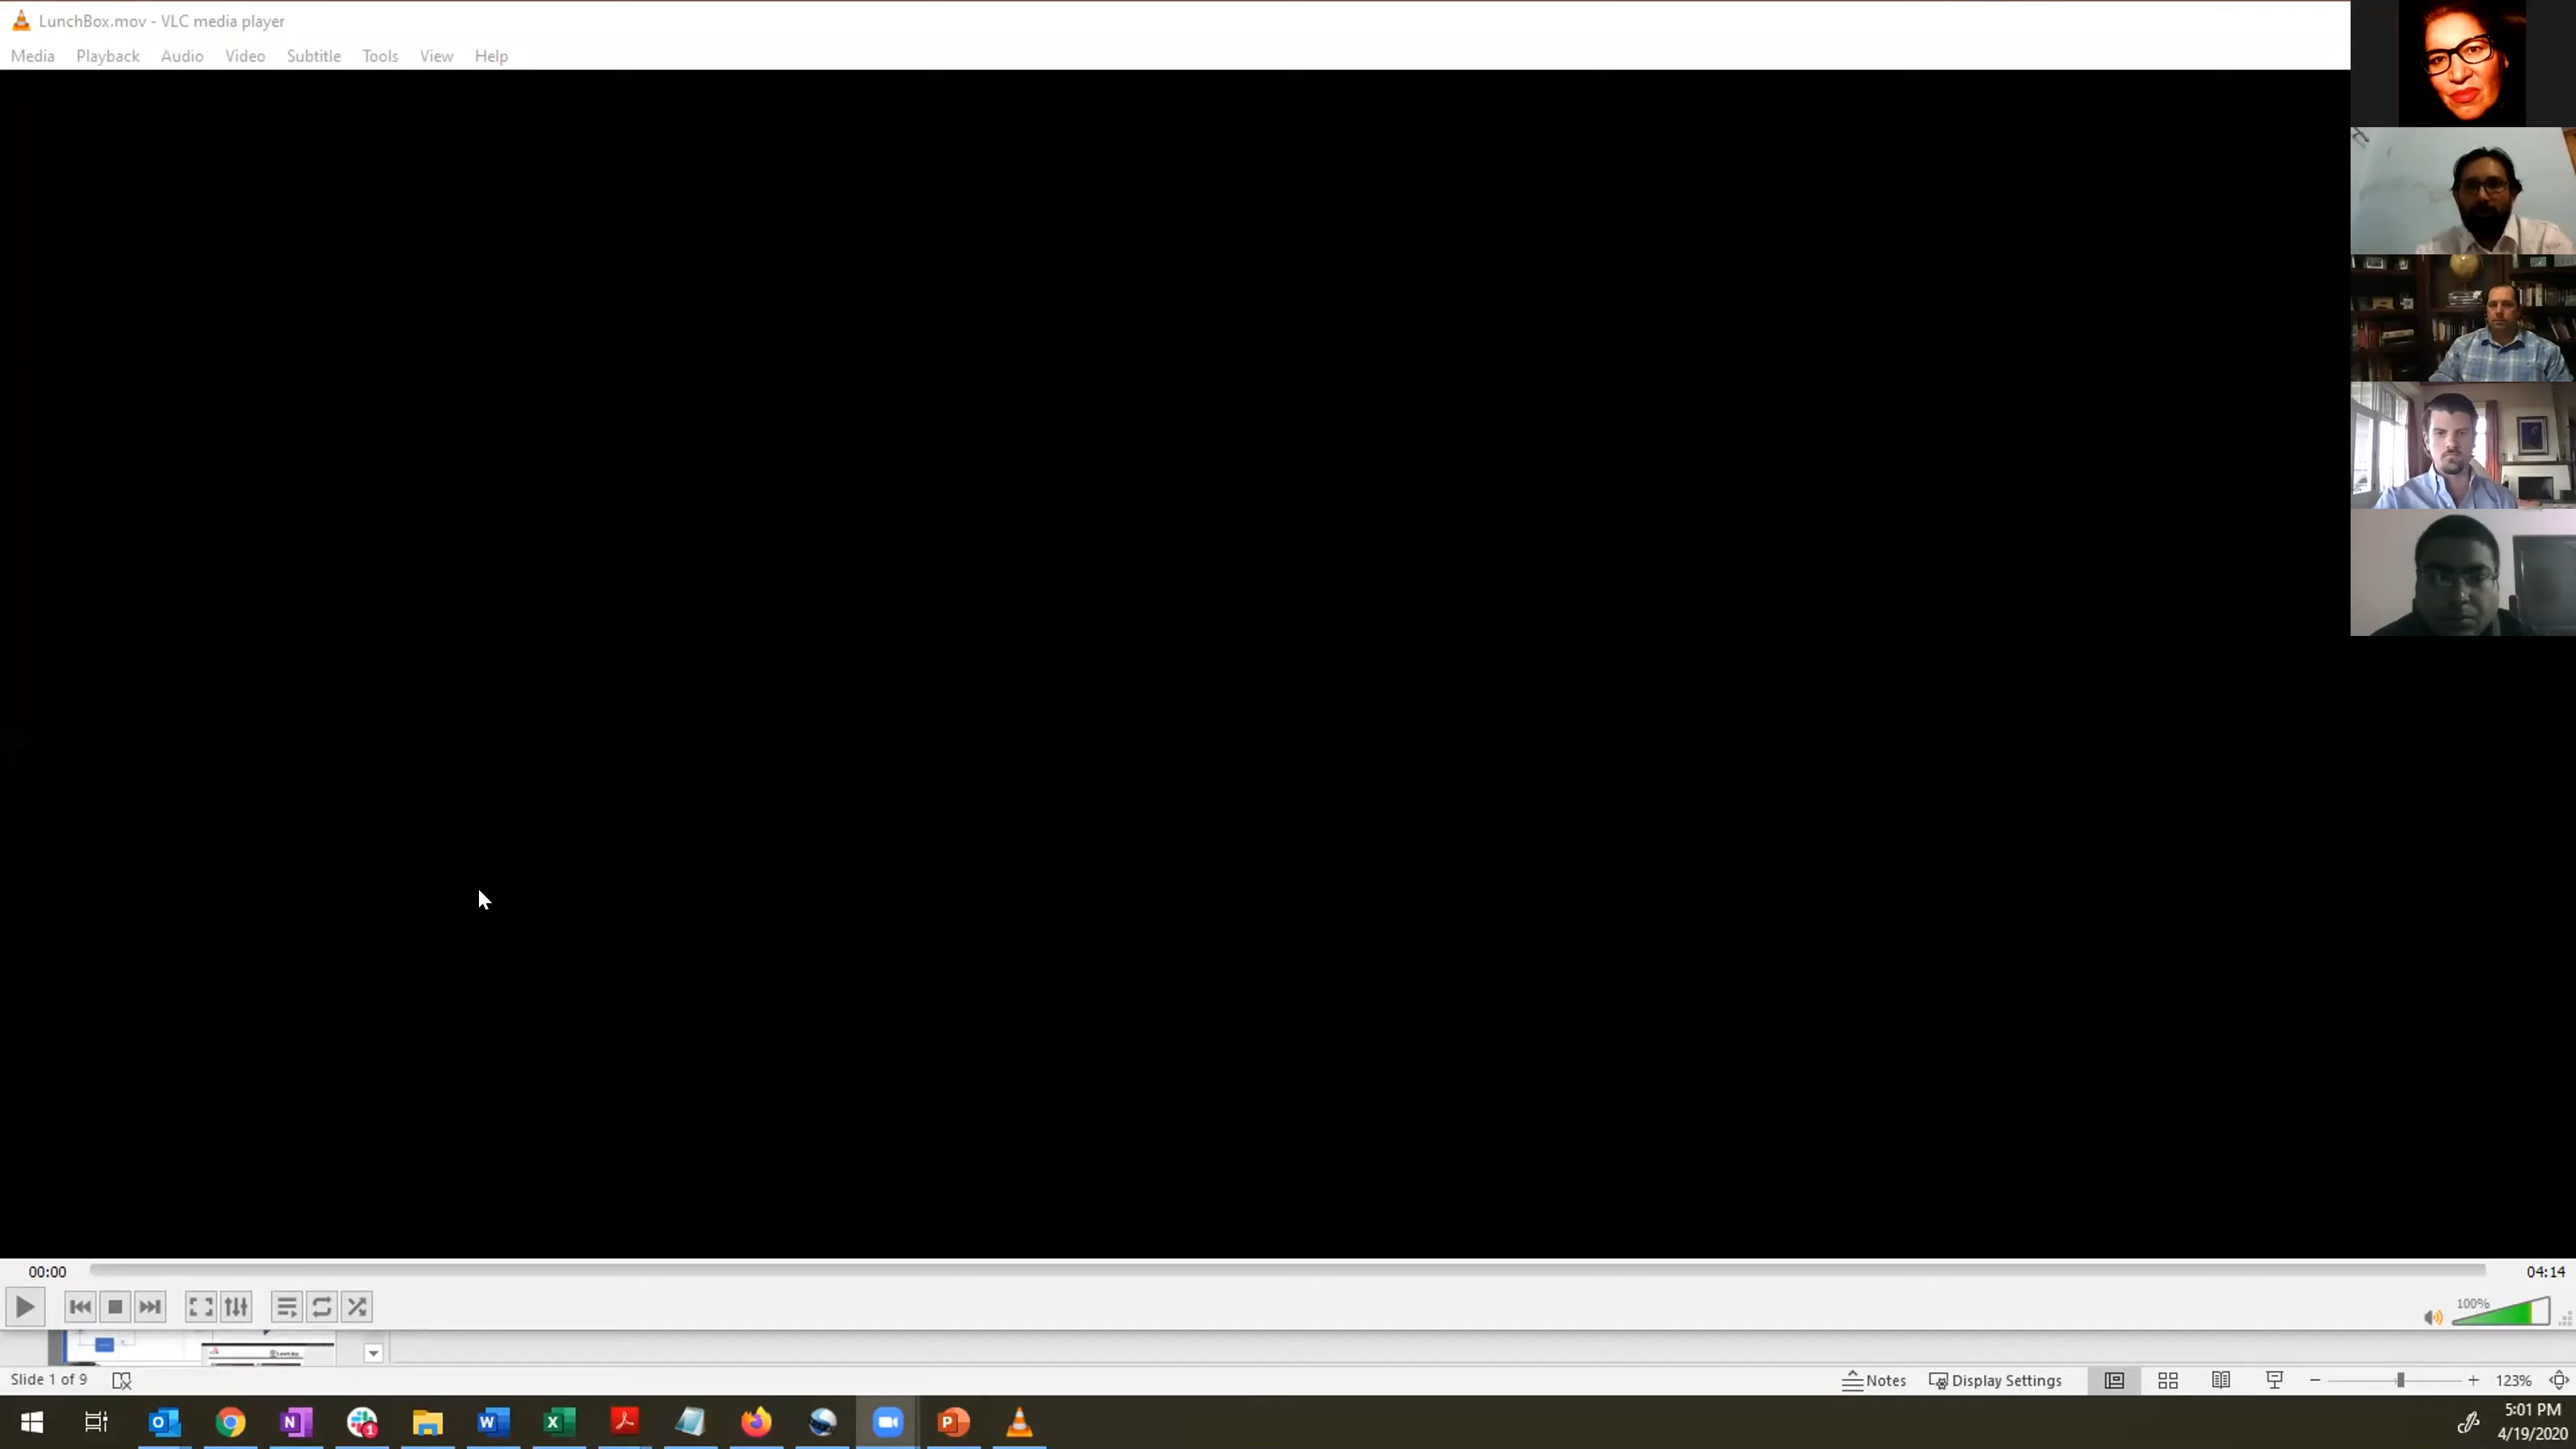 LunchBox.mov - VLC media player
Media Playback Audio Video Subtitle Tools View Help
00:00
04:14
100%
Slide 1 of 9
Notes Display Settings
123%
5:01 PM
4/19/2020